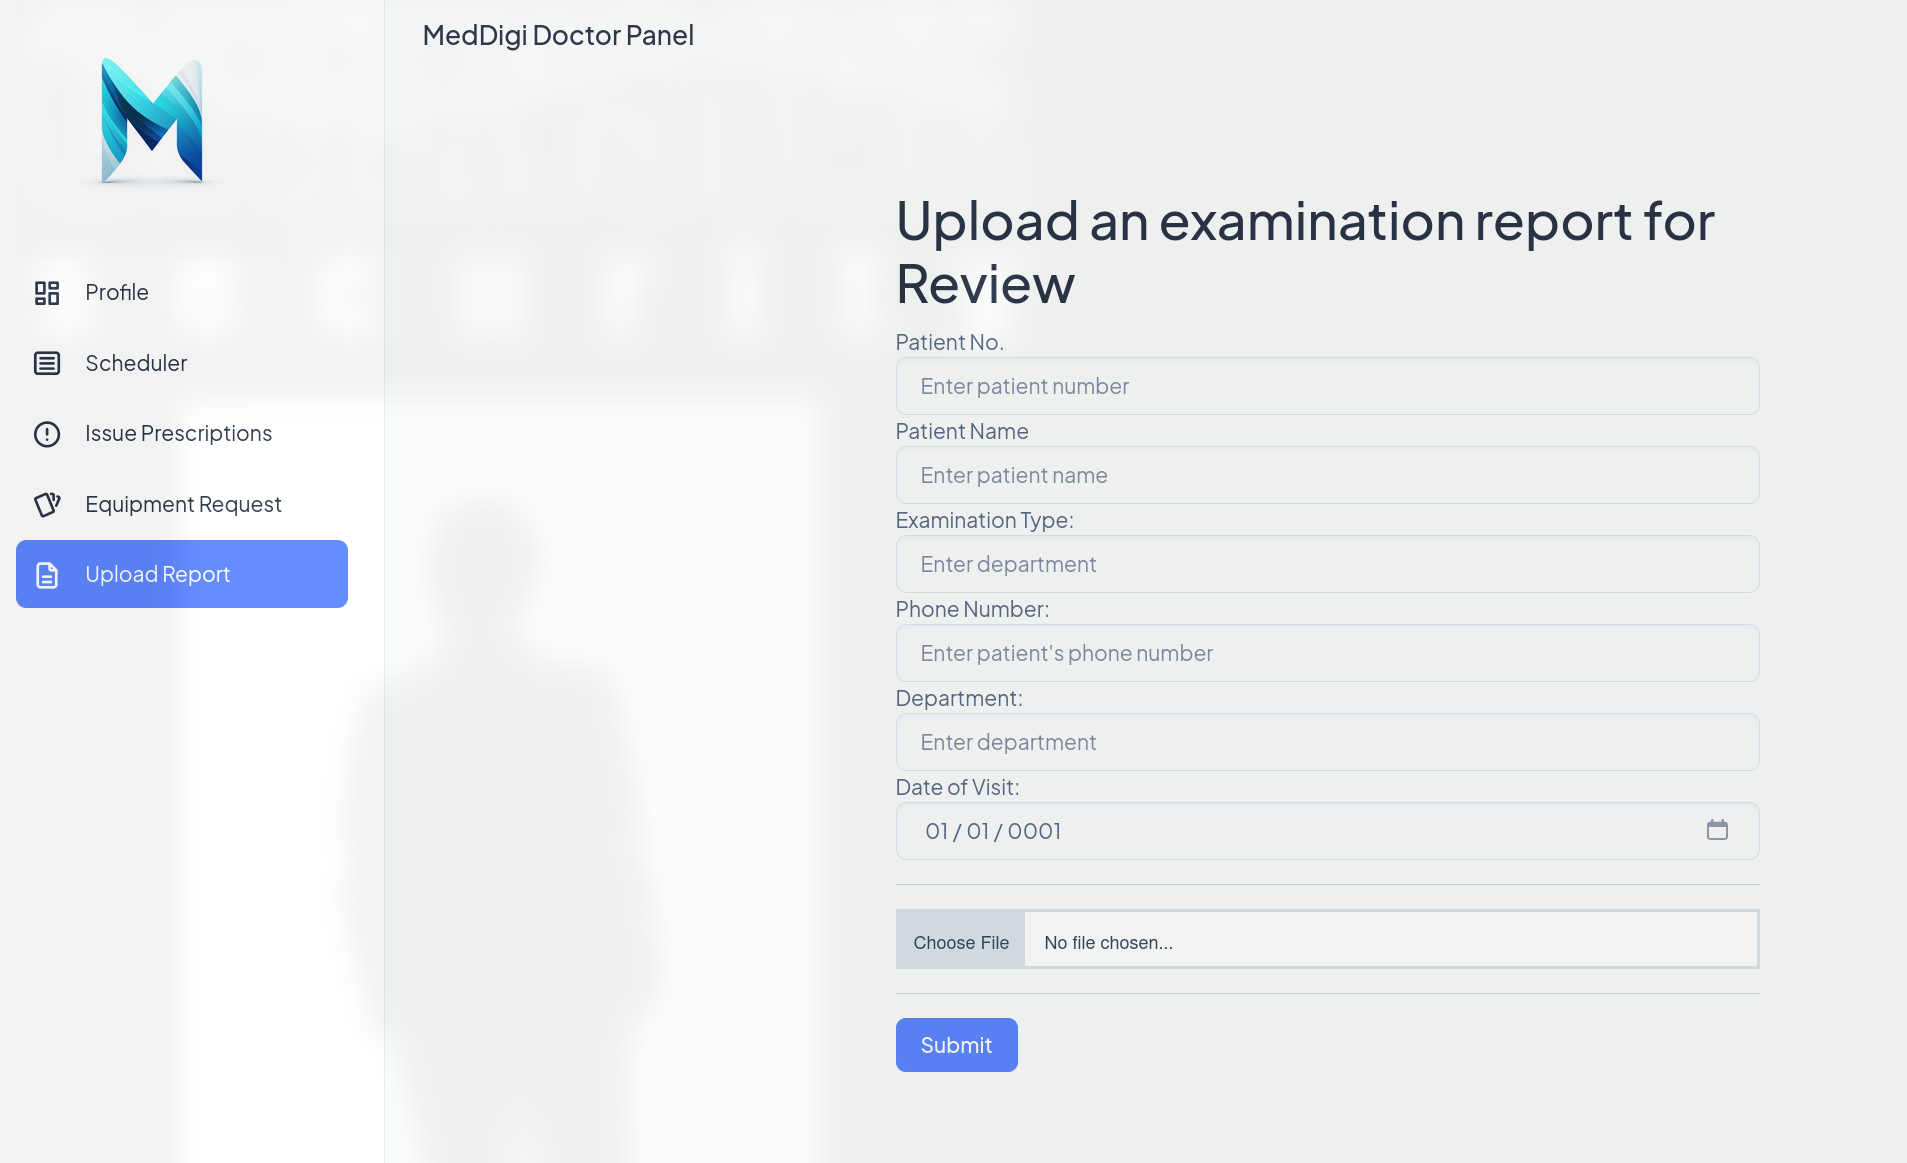 MedDigi Doctor Panel
Profile
Scheduler
Issue Prescriptions
Equipment Request
Upload Report
Upload an examination report for
Review
Patient No.
Enter patient number
Patient Name
Enter patient name
Examination Type:
Enter department
Phone Number:
Enter patient's phone number
Department:
Enter department
Date of Visit:
01 / 01 / 0001
Choose File No file chosen...
Submit